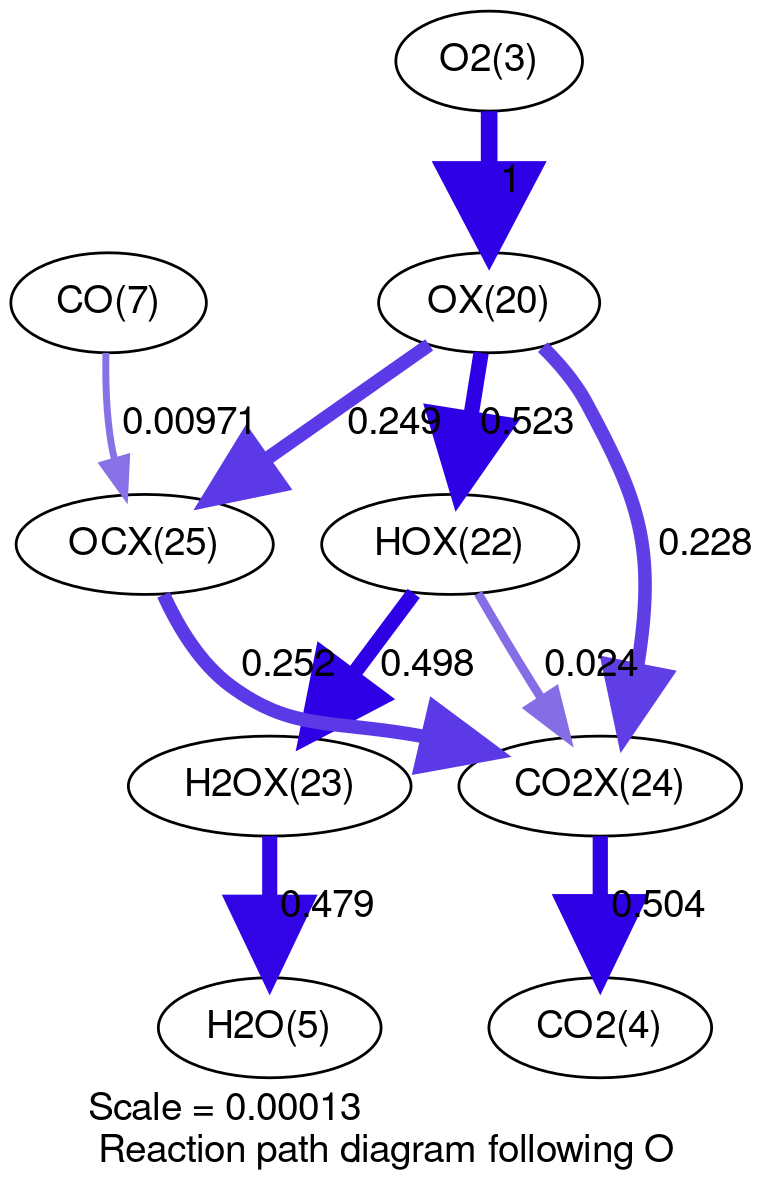 O2(3)
1
CO(7)
OX(20)
0.00971
0.249
0.523
OCX(25)
HOX(22)
0.228
0.252
0.498
0.024
H2OX(23)
CO2X(24)
0.479
0.504
H2O(5)
CO2(4)
Scale = 0.00013
Reaction path diagram following O